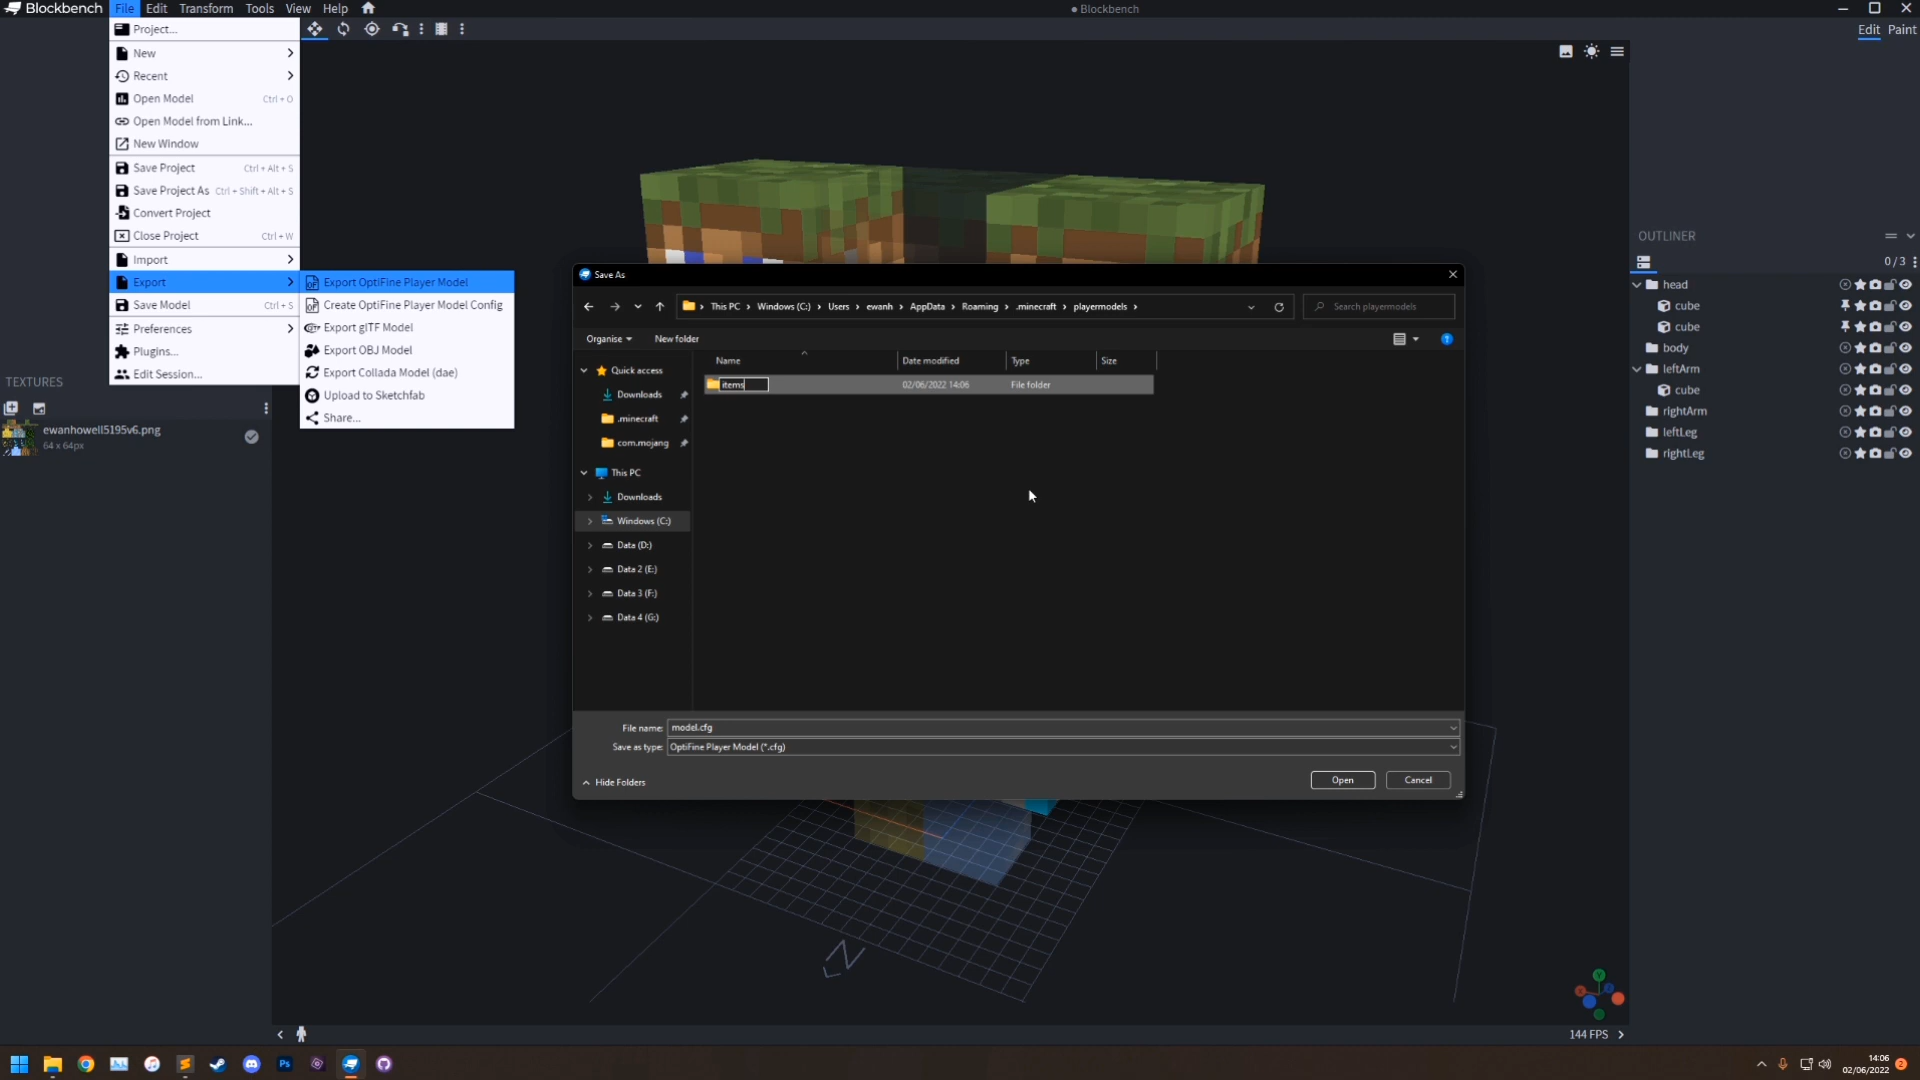 Blockbench
File Edit Transform Tools View Help
• Blockbench
Edit Paint
Project...
New
Recent
Open Model Ctrl + O
Open Model from Link...
New Window
Save Project Ctrl + Alt + S
Save Project As Ctrl + Shift + Alt + S
Convert Project
Close Project Ctrl + W
Import
Export
Save Model Ctrl + S
Preferences
Plugins...
Edit Session...
Export OptiFine Player Model
Create OptiFine Player Model Config
Export glTF Model
Export OBJ Model
Export Collada Model (dae)
Upload to Sketchfab
Share...
TEXTURES
ewanhowell5195v6.png
64 x 64px
Save As
This PC › Windows (C:) › Users › ewanh › AppData › Roaming › .minecraft › playermodels ›
Search playermodels
Organise New folder
Name Date modified Type Size
items 02/06/2022 14:06 File folder
Quick access
Downloads
.minecraft
com.mojang
This PC
Downloads
Windows (C:)
Data (D:)
Data 2 (E:)
Data 3 (F:)
Data 4 (G:)
File name: model.cfg
Save as type: OptiFine Player Model (*.cfg)
Hide Folders
Open Cancel
OUTLINER
0/3
head
cube
cube
body
leftArm
cube
rightArm
leftLeg
rightLeg
N
144 FPS
Ps
14:06
02/06/2022
2